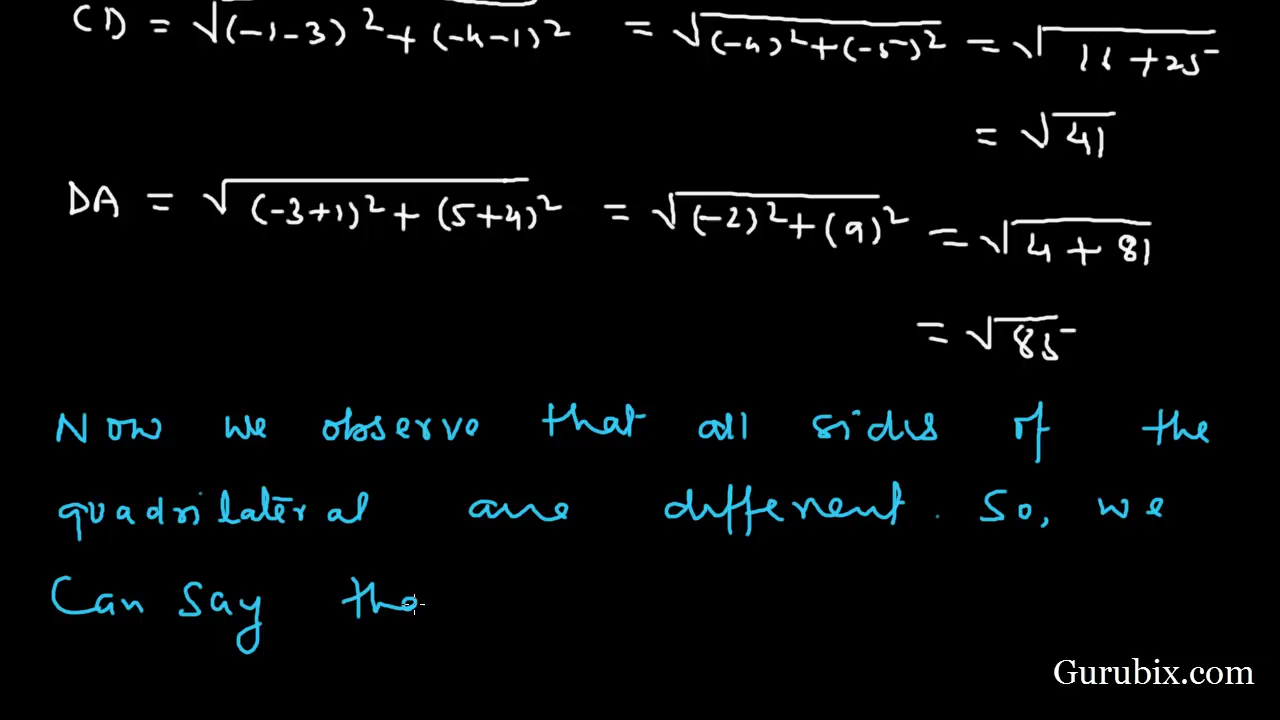 CD = √(-1-3)² + (-4-1)² = √(-4)² + (-5)² = √16 + 25
= √41
DA = √(-3+1)² + (5+4)² = √(-2)² + (9)² = √4 + 81
= √85
Now we observe that all sides of the
quadrilateral are different. So, we
Can say tha
Gurubix.com